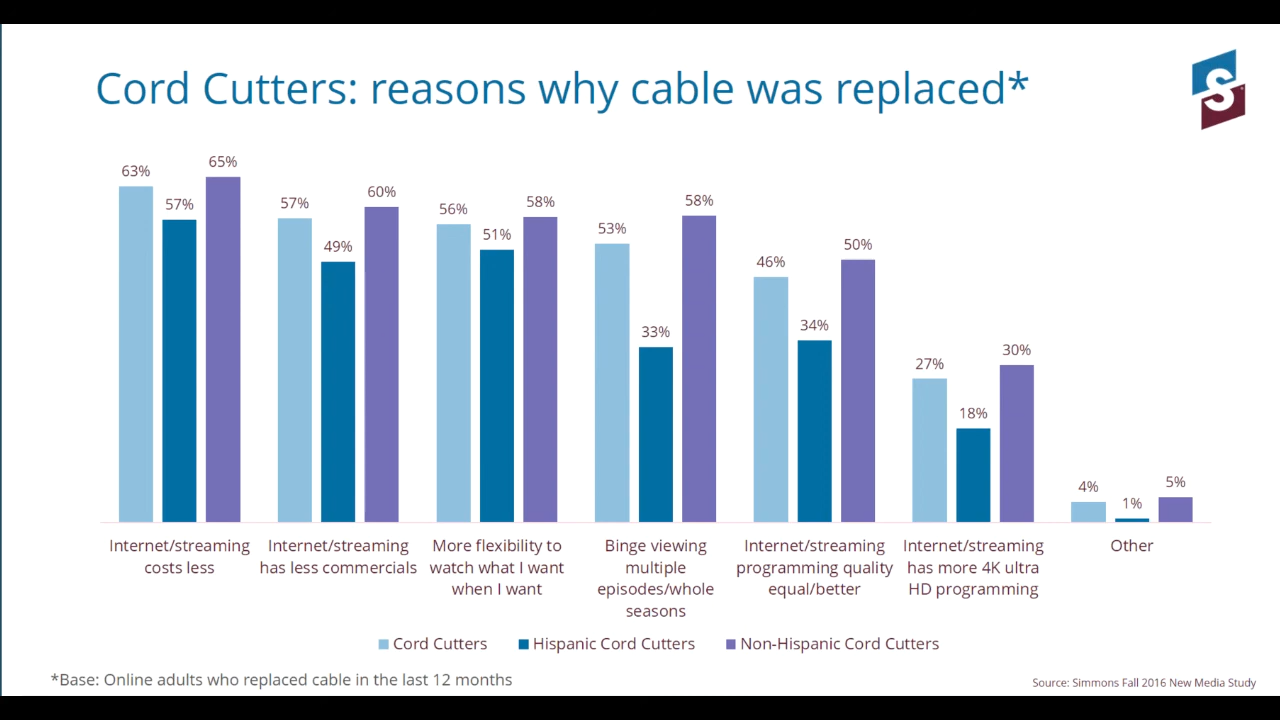 Cord Cutters: reasons why cable was replaced*
S
63%
57%
65%
57%
49%
60%
56%
51%
58%
53%
33%
58%
46%
34%
50%
27%
18%
30%
4%
1%
5%
Internet/streaming
costs less
Internet/streaming
has less commercials
More flexibility to
watch what I want
when I want
Binge viewing
multiple
episodes/whole
seasons
Internet/streaming
programming quality
equal/better
Internet/streaming
has more 4K ultra
HD programming
Other
Cord Cutters
Hispanic Cord Cutters
Non-Hispanic Cord Cutters
*Base: Online adults who replaced cable in the last 12 months
Source: Simmons Fall 2016 New Media Study